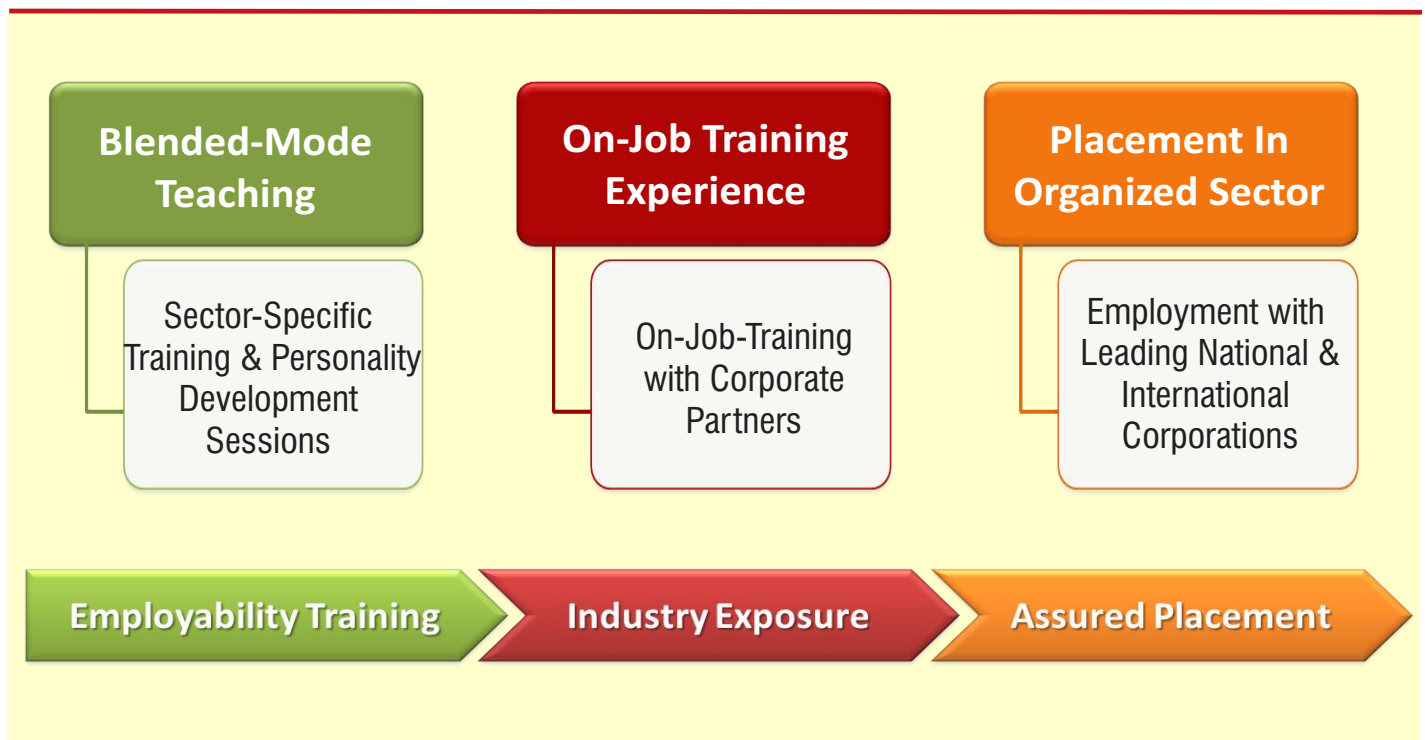 Blended-Mode
Teaching
Sector-Specific
Training & Personality
Development
Sessions
On-Job Training
Experience
On-Job-Training
with Corporate
Partners
Placement In
Organized Sector
Employment with
Leading National &
International
Corporations
Employability Training
Industry Exposure
Assured Placement